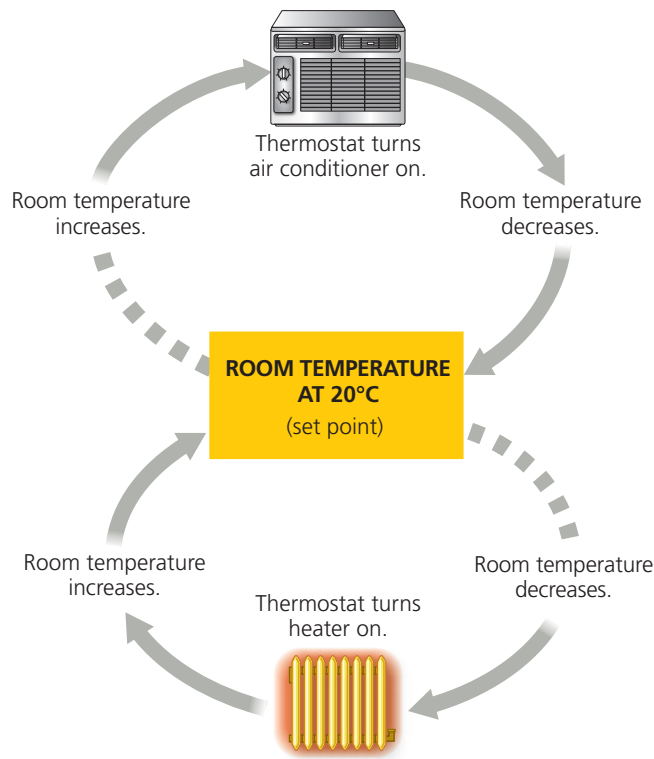 Thermostat turns
air conditioner on.
Room temperature
increases.
Room temperature
decreases.
ROOM TEMPERATURE
AT 20°C
(set point)
Room temperature
increases.
Room temperature
decreases.
Thermostat turns
heater on.